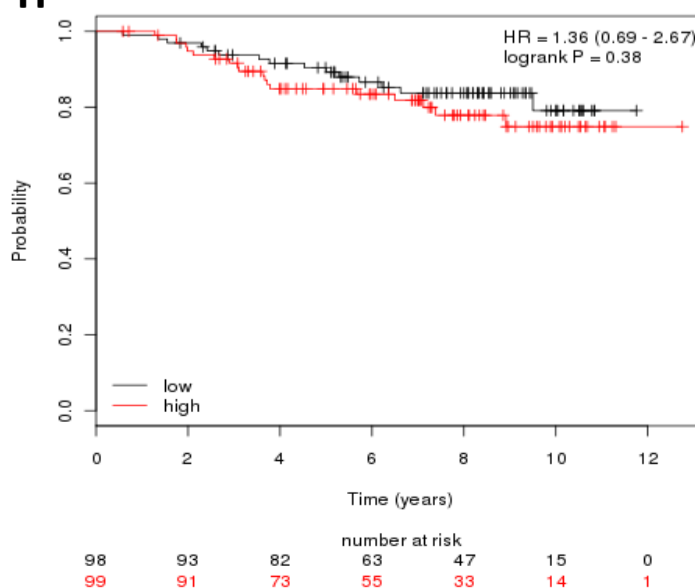 HR = 1.36 (0.69 - 2.67)
logrank P = 0.38
Probability
1.0
0.8
0.6
0.4
0.2
0.0
low
high
0 2 4 6 8 10 12
Time (years)
number at risk
98 93 82 63 47 15 0
99 91 73 55 33 14 1